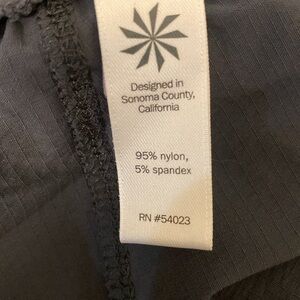 Designed in
Sonoma County,
California
95% nylon,
5% spandex
RN #54023